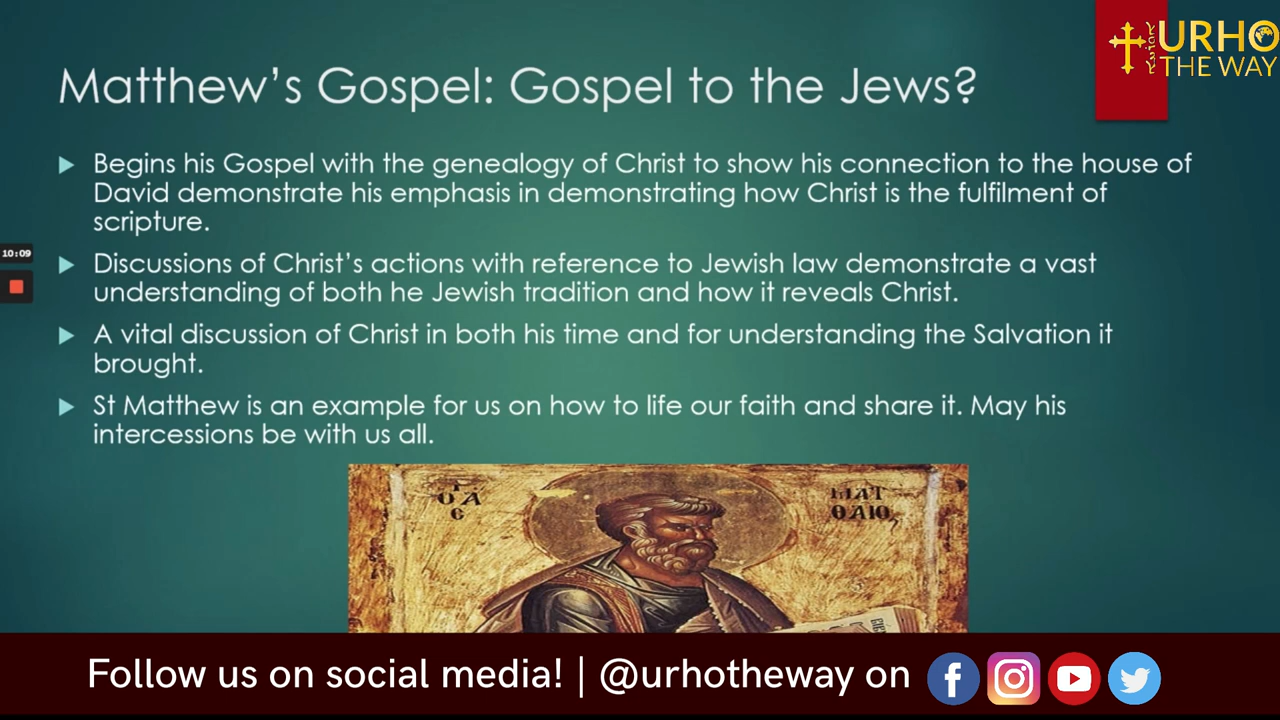 Matthew's Gospel: Gospel to the Jews?
URHO
THE WAY
Begins his Gospel with the genealogy of Christ to show his connection to the house of
David demonstrate his emphasis in demonstrating how Christ is the fulfilment of
scripture.
10:09
Discussions of Christ's actions with reference to Jewish law demonstrate a vast
understanding of both he Jewish tradition and how it reveals Christ.
A vital discussion of Christ in both his time and for understanding the Salvation it
brought.
St Matthew is an example for us on how to life our faith and share it. May his
intercessions be with us all.
Follow us on social media! | @urhotheway on